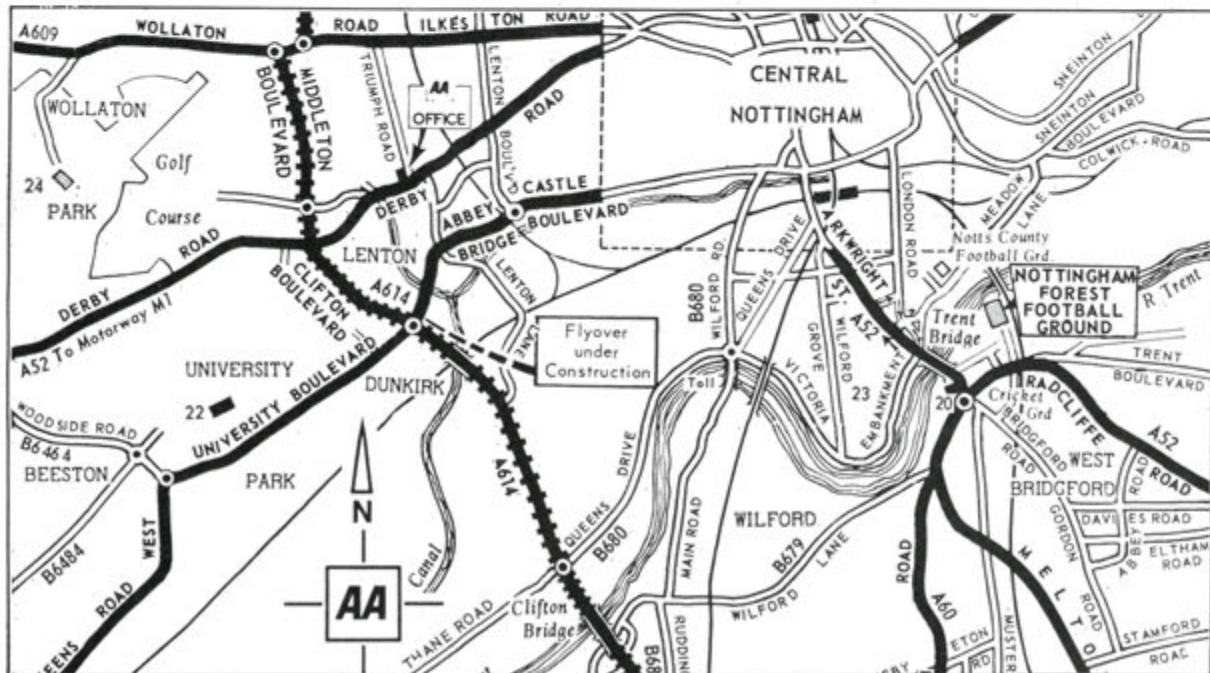 A609
WOLLATON
ROAD
ILKES
TON ROAD
WOLLATON
PARK
24
BOULEVARD
MIDDLETON
TRIUMPH ROAD
AA
OFFICE
LENTON
BOUL'VD
ROAD
CENTRAL
NOTTINGHAM
SNEINTON
SNEINTON
BOULEVARD
COLWICK - ROAD
Golf
Course
DERBY
LENTON
ABBEY
BRIDGE
CASTLE
BOULEVARD
LENTON
LANE
DERBY
ROAD
A52 To Motorway M1
CLIFTON
BOULEVARD
A614
WILFORD RD.
B680
QUEENS DRIVE
ARKWRIGHT
ST.
A52
LONDON ROAD
MEADOW
LANE
Notts County
Football Grd.
NOTTINGHAM
FOREST
FOOTBALL
GROUND
R. Trent
Trent
Bridge
Flyover
under
Construction
UNIVERSITY
22
UNIVERSITY BOULEVARD
DUNKIRK
PARK
WOODSIDE ROAD
B6464
BEESTON
B6484
WEST
ROAD
Toll
VICTORIA
EMBANKMENT
WILFORD
GROVE
23
20
Cricket
Grd
RADCLIFFE
ROAD
A52
TRENT
BOULEVARD
BRIDGFORD
ROAD
WEST
BRIDGFORD
GORDON
ROAD
DAVIES ROAD
ABBEY
ROAD
ELTHAM
ROAD
STAMFORD
ROAD
N
AA
Canal
A614
QUEENS
DRIVE
B680
THANE ROAD
Clifton
Bridge
MAIN ROAD
WILFORD
B679
WILFORD
LANE
ROAD
A60
MELTO
RD